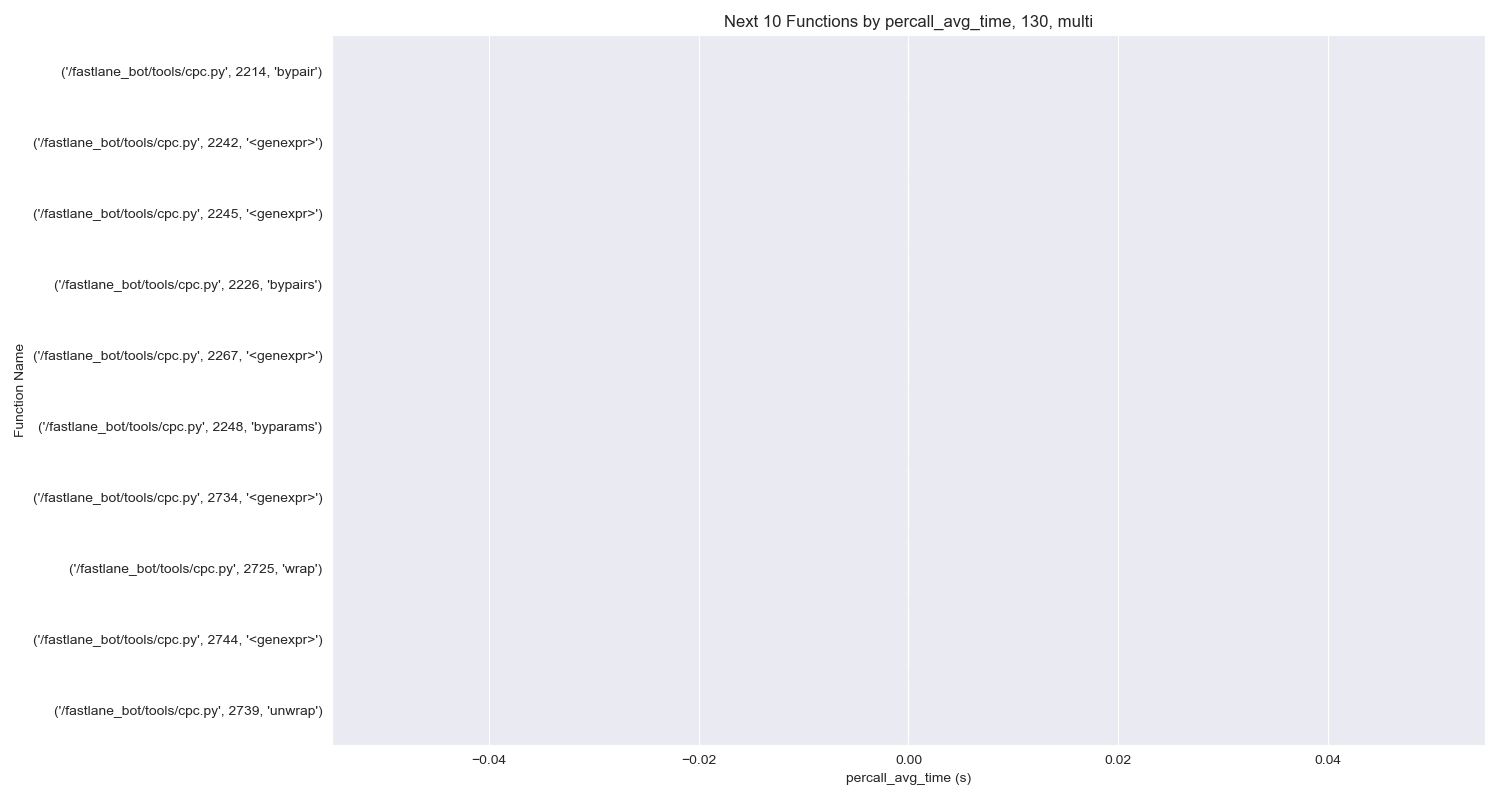 Next 10 Functions by percall_avg_time, 130, multi
('/fastlane_bot/tools/cpc.py', 2214, 'bypair')
('/fastlane_bot/tools/cpc.py', 2242, '<genexpr>')
('/fastlane_bot/tools/cpc.py', 2245, '<genexpr>')
('/fastlane_bot/tools/cpc.py', 2226, 'bypairs')
('/fastlane_bot/tools/cpc.py', 2267, '<genexpr>')
('/fastlane_bot/tools/cpc.py', 2248, 'byparams')
('/fastlane_bot/tools/cpc.py', 2734, '<genexpr>')
('/fastlane_bot/tools/cpc.py', 2725, 'wrap')
('/fastlane_bot/tools/cpc.py', 2744, '<genexpr>')
('/fastlane_bot/tools/cpc.py', 2739, 'unwrap')
Function Name
−0.04 −0.02 0.00 0.02 0.04
percall_avg_time (s)